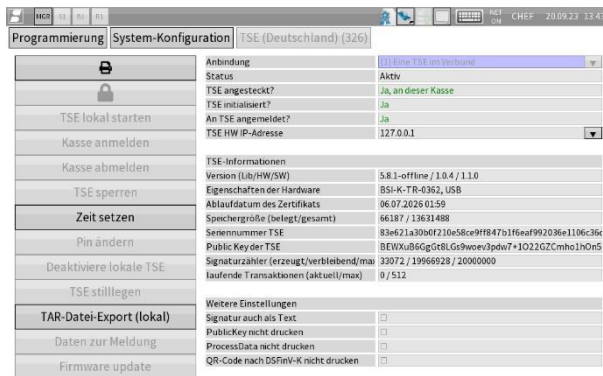 MGR S1 B1 R1 NET ON CHEF 20.09.23 13:43
Programmierung System-Konfiguration TSE (Deutschland) (326)
TSE lokal starten
Kasse anmelden
Kasse abmelden
TSE sperren
Zeit setzen
Pin ändern
Deaktiviere lokale TSE
TSE stilllegen
TAR-Datei-Export (lokal)
Daten zur Meldung
Firmware update
Anbindung (1) Eine TSE im Verbund
Status Aktiv
TSE angesteckt? Ja, an dieser Kasse
TSE initialisiert? Ja
An TSE angemeldet? Ja
TSE HW IP-Adresse 127.0.0.1
TSE-Informationen
Version (Lib/HW/SW) 5.8.1-offline / 1.0.4 / 1.1.0
Eigenschaften der Hardware BSI-K-TR-0362, USB
Ablaufdatum des Zertifikats 06.07.2026 01:59
Speichergröße (belegt/gesamt) 66187 / 13631488
Seriennummer TSE 83e621a30b0f210e58ce9ff847b1f6eaf992036e1106c36d
Public Key der TSE BEWXuB6GgGt8LGs9woev3pdw7+1O22GZCmho1hOn5
Signaturzähler (erzeugt/verbleibend/max) 33072 / 19966928 / 20000000
laufende Transaktionen (aktuell/max) 0 / 512
Weitere Einstellungen
Signatur auch als Text
PublicKey nicht drucken
ProcessData nicht drucken
QR-Code nach DSFinV-K nicht drucken